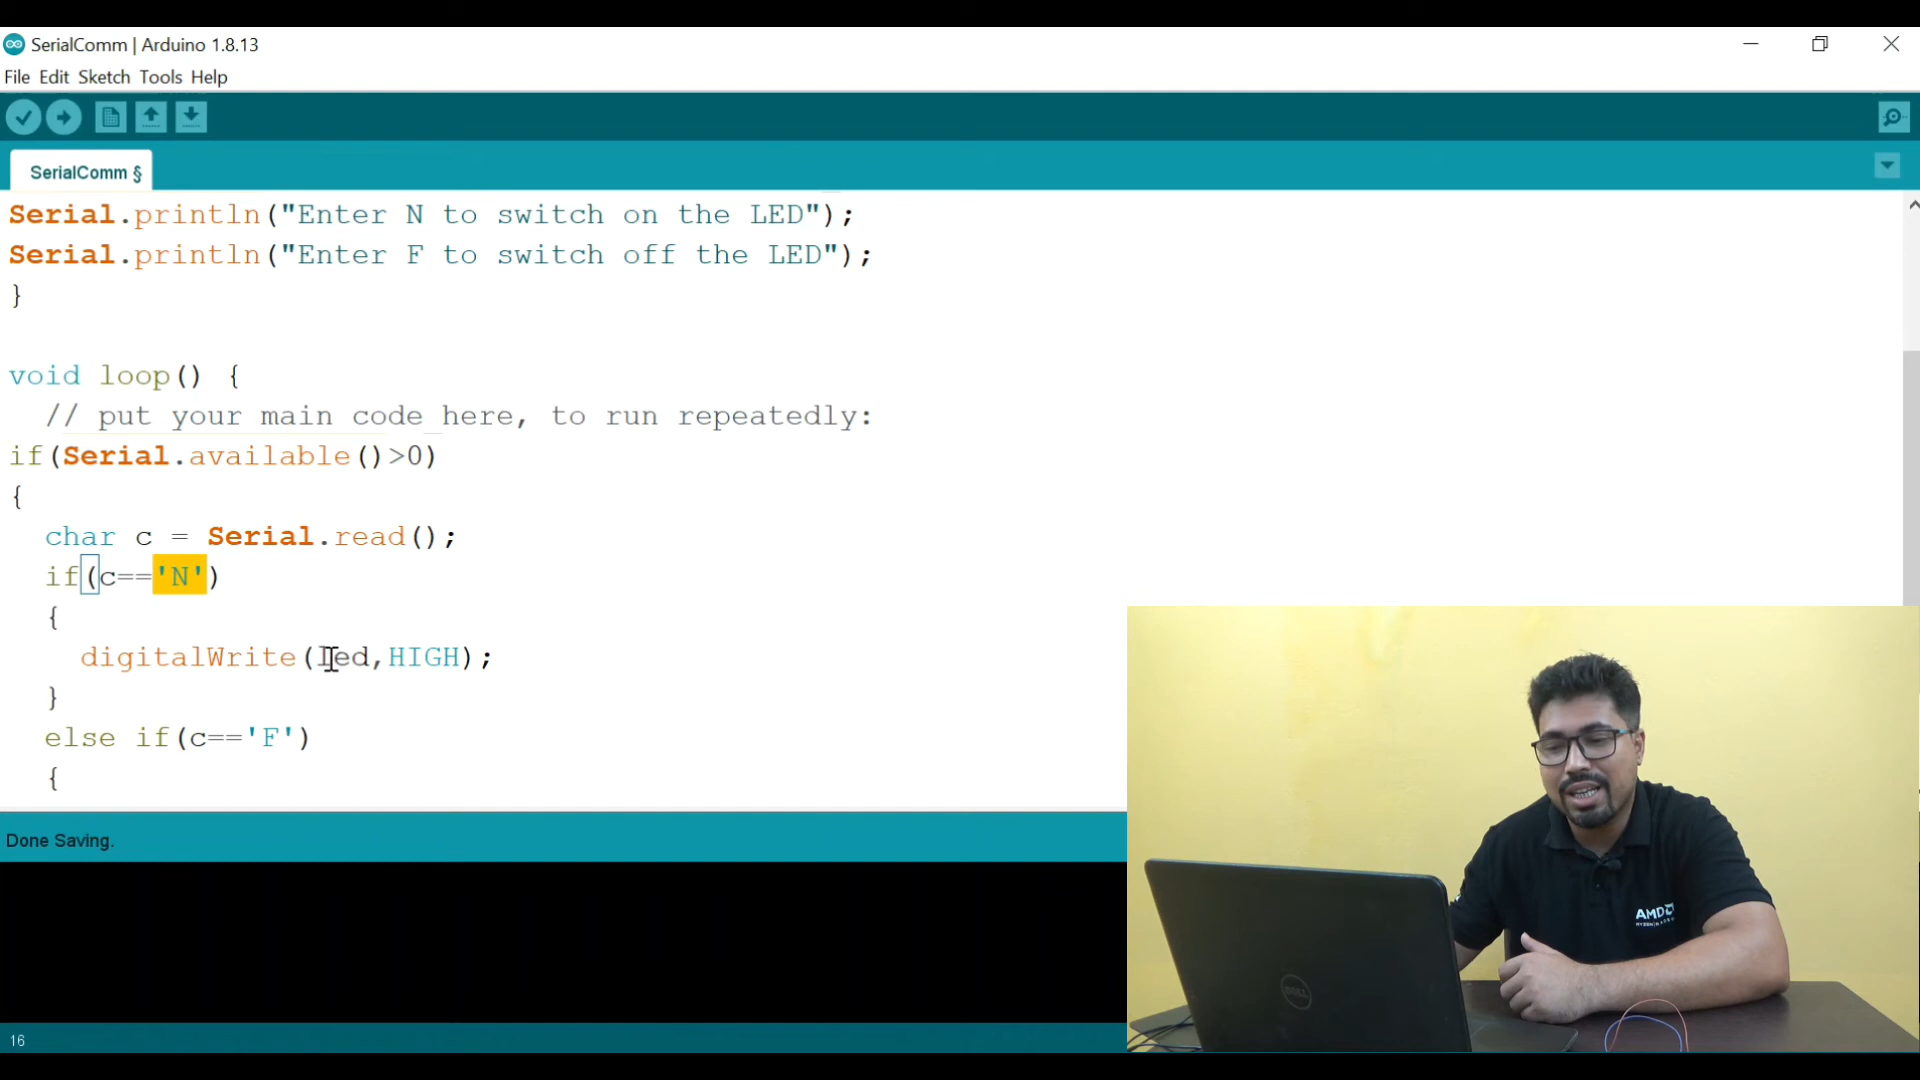 SerialComm | Arduino 1.8.13
File Edit Sketch Tools Help
SerialComm §
Serial.println("Enter N to switch on the LED");
Serial.println("Enter F to switch off the LED");
}
void loop() {
// put your main code here, to run repeatedly:
if(Serial.available()>0)
{
char c = Serial.read();
if(c=='N')
{
digitalWrite(led,HIGH);
}
else if(c=='F')
{
Done Saving.
16
AMD
DELL